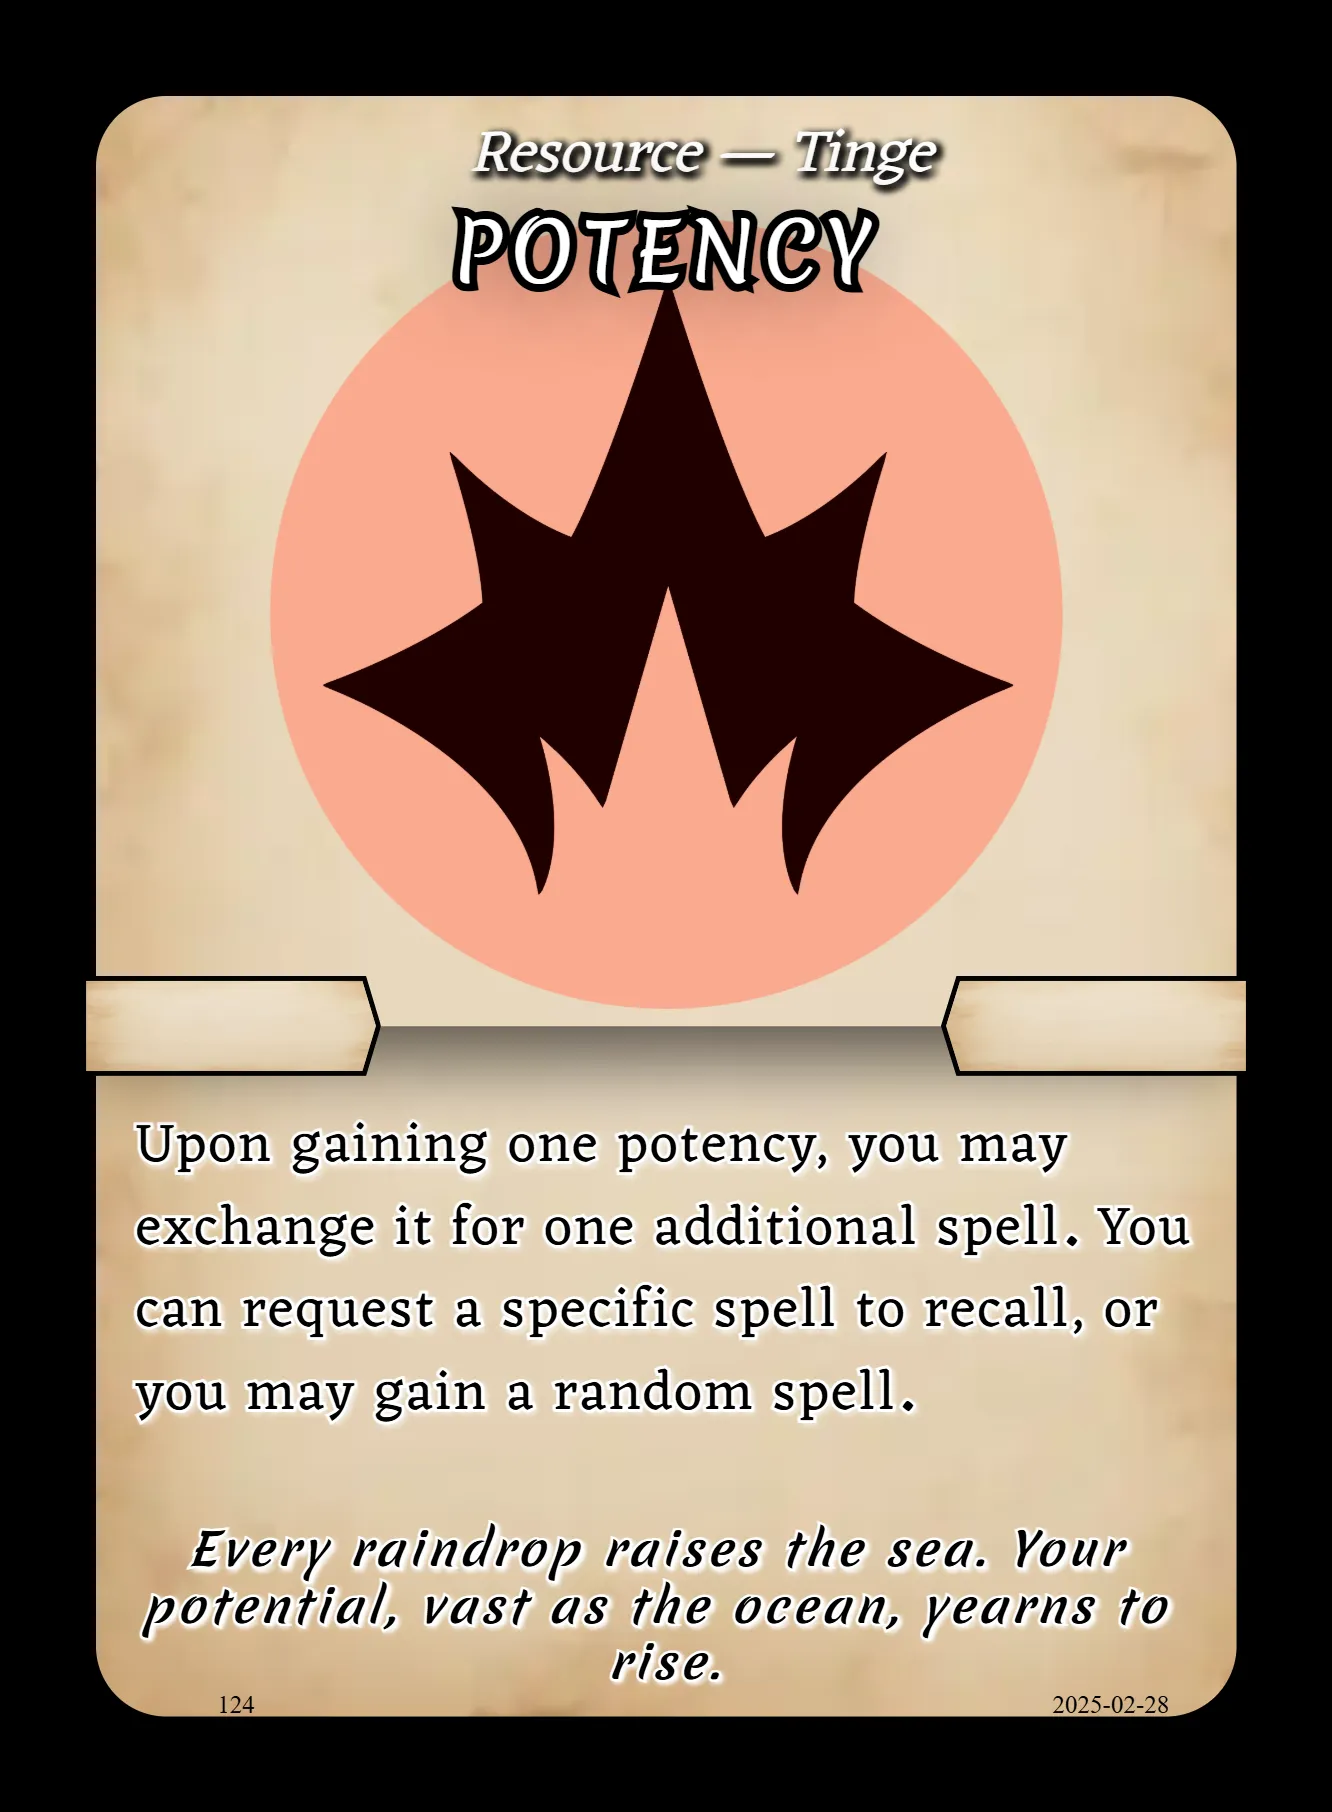 Resource — Tinge
POTENCY
Upon gaining one potency, you may
exchange it for one additional spell. You
can request a specific spell to recall, or
you may gain a random spell.
Every raindrop raises the sea. Your
potential, vast as the ocean, yearns to
rise.
124
2025-02-28